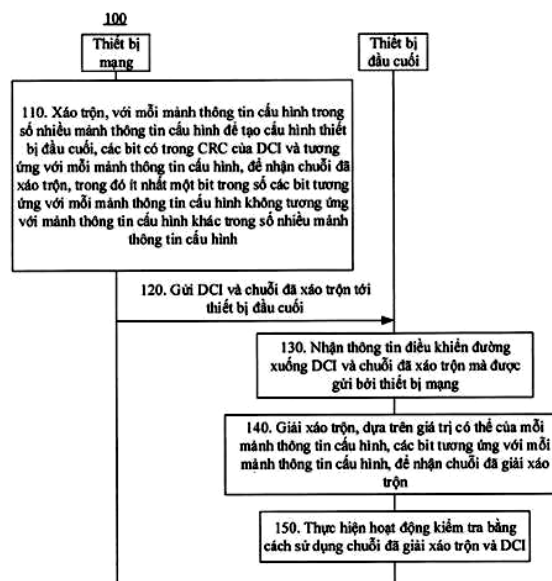 100
Thiết bị
mạng
Thiết bị
đầu cuối
110. Xáo trộn, với mỗi mảnh thông tin cấu hình trong
số nhiều mảnh thông tin cấu hình để tạo cấu hình thiết
bị đầu cuối, các bit có trong CRC của DCI và tương
ứng với mỗi mảnh thông tin cấu hình, để nhận chuỗi đã
xáo trộn, trong đó ít nhất một bit trong số các bit tương
ứng với mỗi mảnh thông tin cấu hình không tương ứng
với mảnh thông tin cấu hình khác trong số nhiều mảnh
thông tin cấu hình
120. Gửi DCI và chuỗi đã xáo trộn tới
thiết bị đầu cuối
130. Nhận thông tin điều khiển đường
xuống DCI và chuỗi đã xáo trộn mà được
gửi bởi thiết bị mạng
140. Giải xáo trộn, dựa trên giá trị có thể của mỗi
mảnh thông tin cấu hình, các bit tương ứng với mỗi
mảnh thông tin cấu hình, để nhận chuỗi đã giải xáo
trộn
150. Thực hiện hoạt động kiểm tra bằng
cách sử dụng chuỗi đã giải xáo trộn và DCI